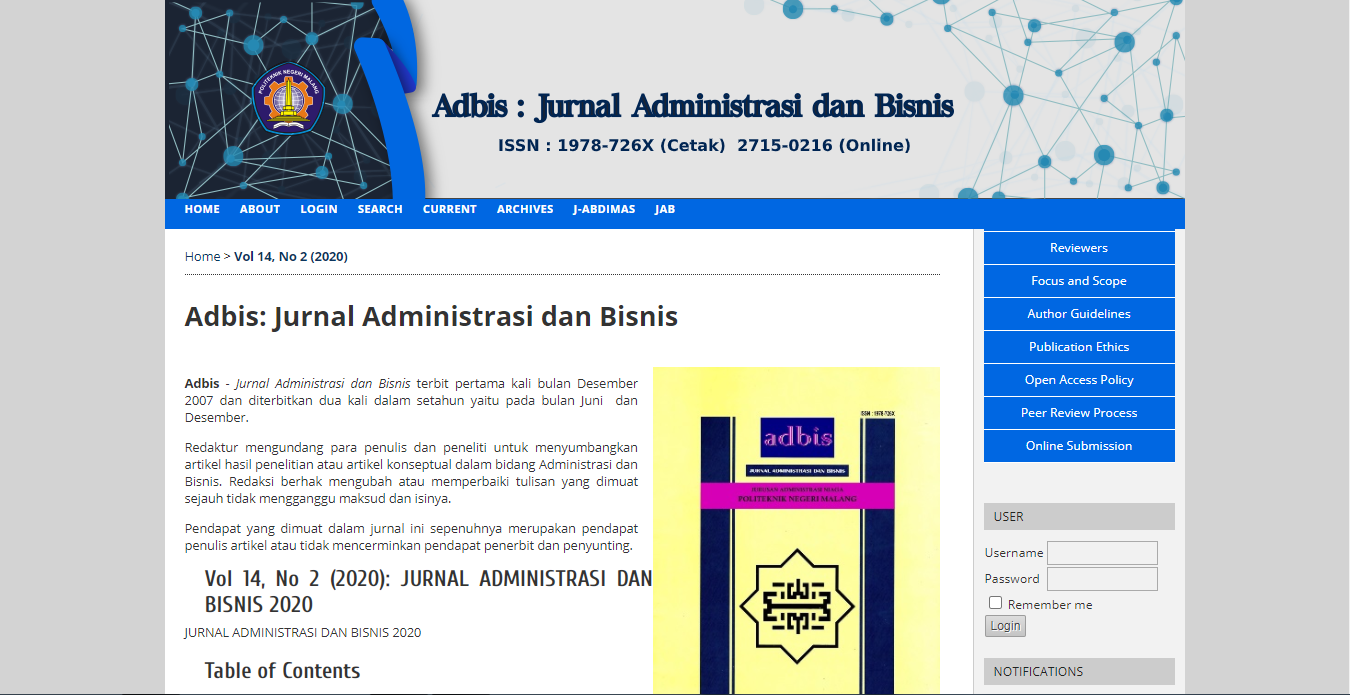 POLITEKNIK NEGERI MALANG
Adbis : Jurnal Administrasi dan Bisnis
ISSN : 1978-726X (Cetak) 2715-0216 (Online)
HOME ABOUT LOGIN SEARCH CURRENT ARCHIVES J-ABDIMAS JAB
Home > Vol 14, No 2 (2020)
Adbis: Jurnal Administrasi dan Bisnis
Adbis - Jurnal Administrasi dan Bisnis terbit pertama kali bulan Desember
2007 dan diterbitkan dua kali dalam setahun yaitu pada bulan Juni dan
Desember.
Redaktur mengundang para penulis dan peneliti untuk menyumbangkan
artikel hasil penelitian atau artikel konseptual dalam bidang Administrasi dan
Bisnis. Redaksi berhak mengubah atau memperbaiki tulisan yang dimuat
sejauh tidak mengganggu maksud dan isinya.
Pendapat yang dimuat dalam jurnal ini sepenuhnya merupakan pendapat
penulis artikel atau tidak mencerminkan pendapat penerbit dan penyunting.
Vol 14, No 2 (2020): JURNAL ADMINISTRASI DAN
BISNIS 2020
JURNAL ADMINISTRASI DAN BISNIS 2020
Table of Contents
ISSN : 1978-726X
adbis
JURNAL ADMINISTRASI DAN BISNIS
JURUSAN ADMINISTRASI NIAGA
POLITEKNIK NEGERI MALANG
Reviewers
Focus and Scope
Author Guidelines
Publication Ethics
Open Access Policy
Peer Review Process
Online Submission
USER
Username
Password
Remember me
Login
NOTIFICATIONS